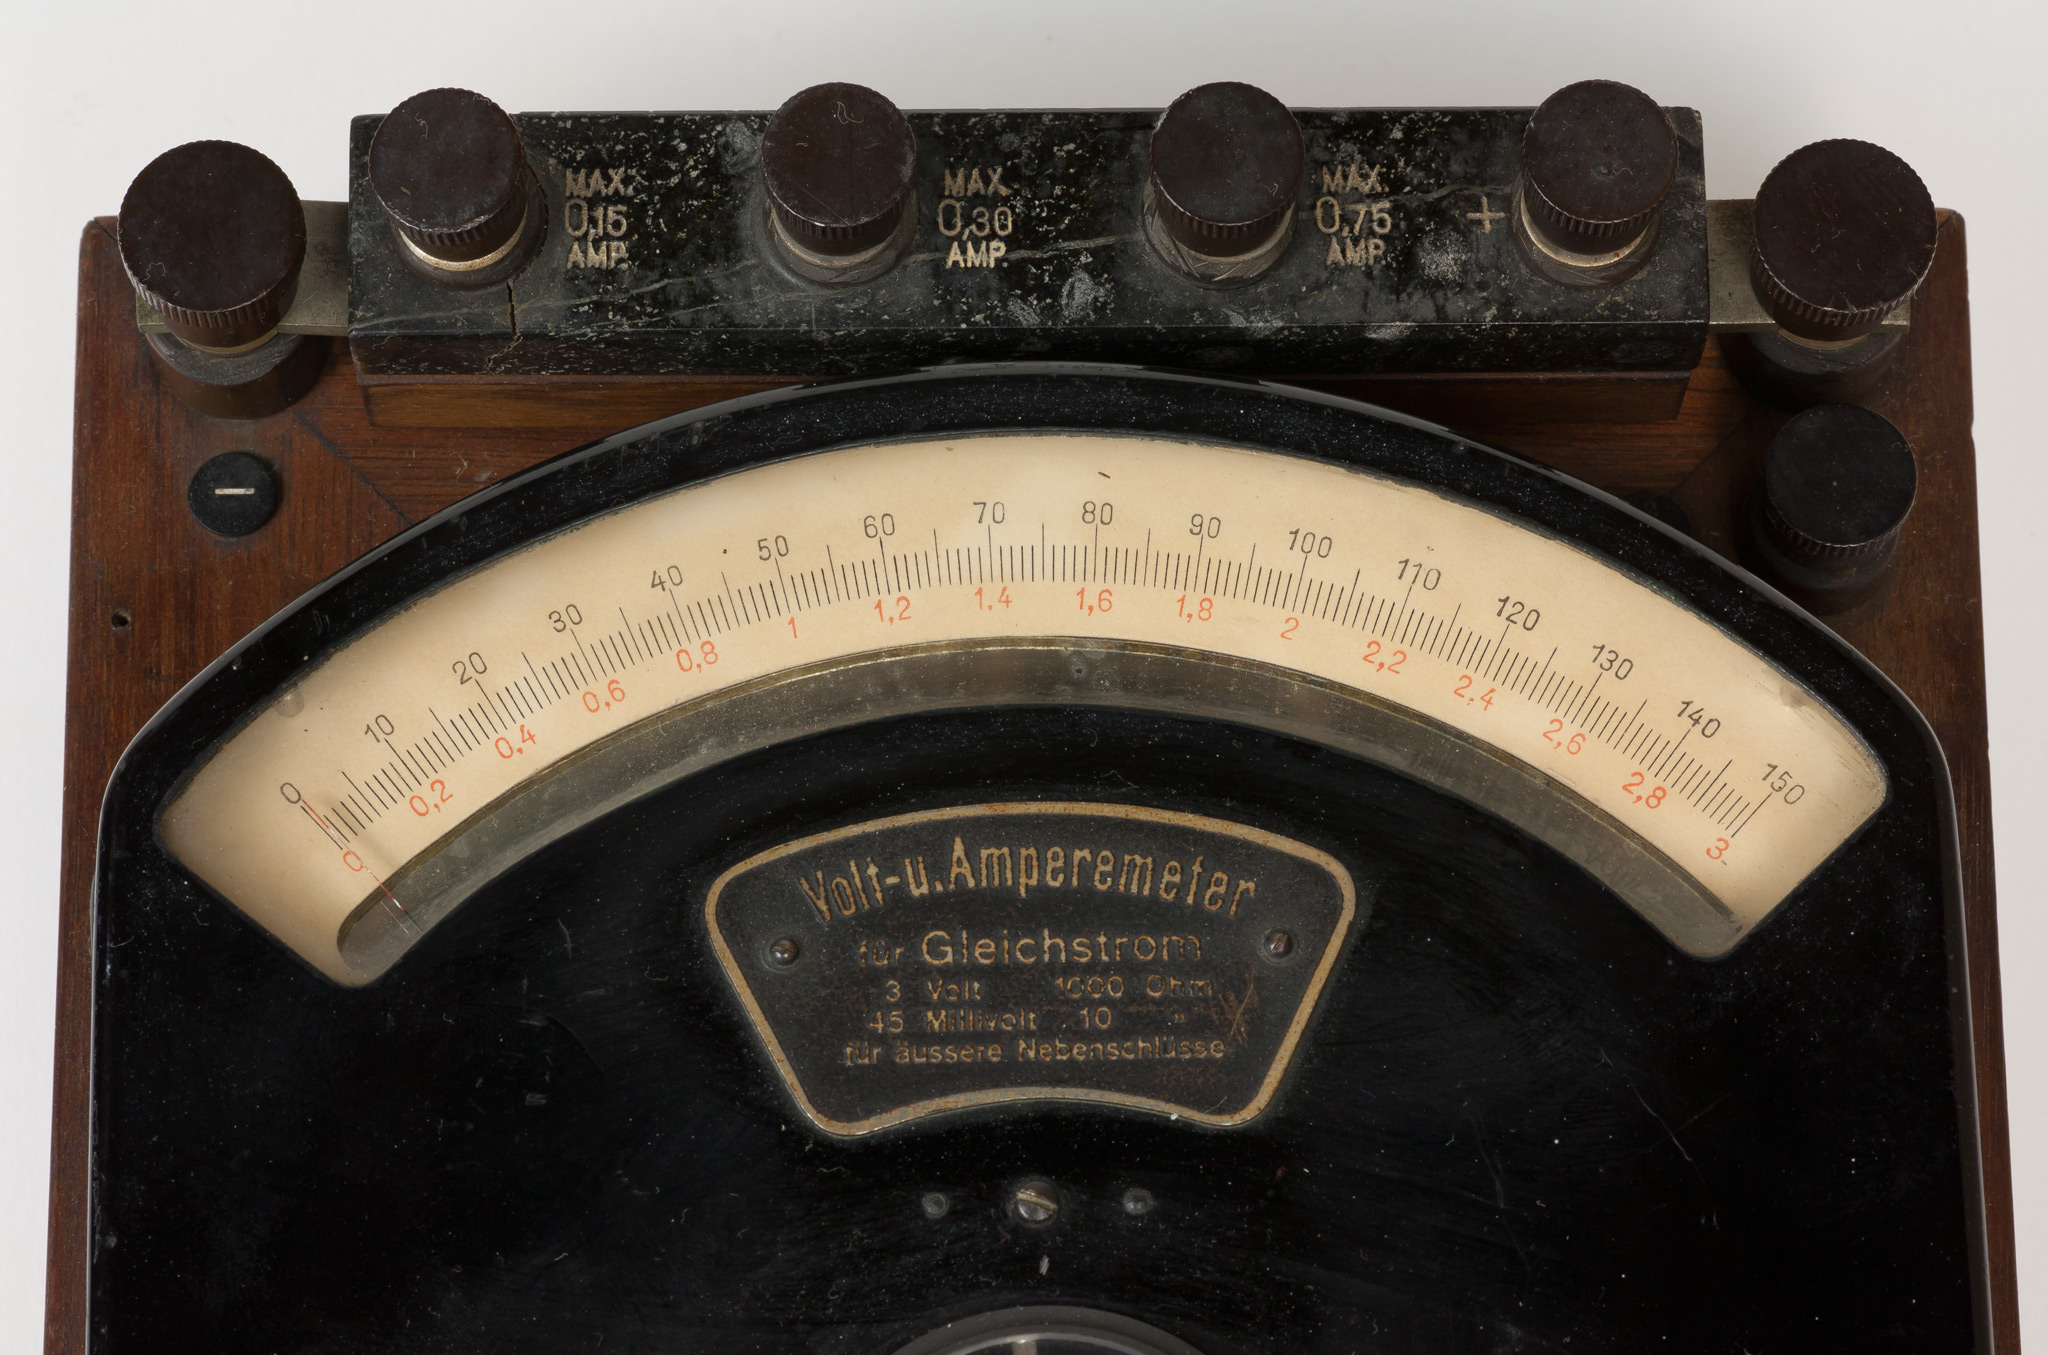 MAX
0,15
AMP.
MAX
0,30
AMP.
MAX
0,75
AMP.
+
−
0 10 20 30 40 50 60 70 80 90 100 110 120 130 140 150
0 0,2 0,4 0,6 0,8 1 1,2 1,4 1,6 1,8 2 2,2 2,4 2,6 2,8 3
Volt-u. Amperemeter
für Gleichstrom
3 Volt 1000 Ohm
45 Millivolt 10 "
für äussere Nebenschlüsse